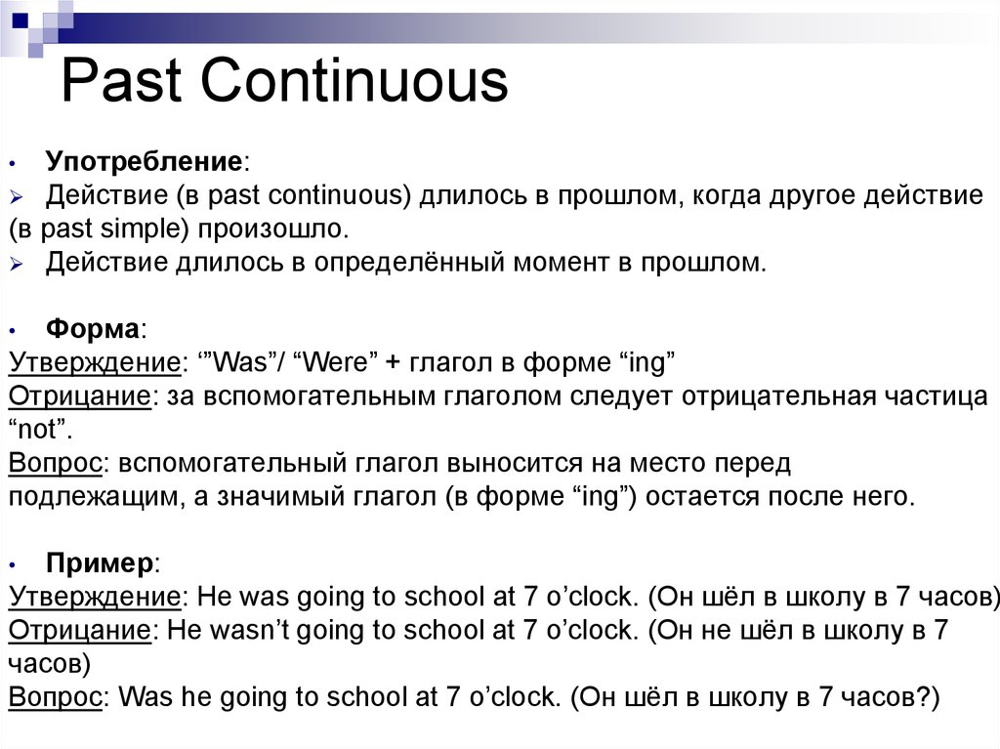 Past Continuous
• Употребление:
➢ Действие (в past continuous) длилось в прошлом, когда другое действие
(в past simple) произошло.
➢ Действие длилось в определённый момент в прошлом.
• Форма:
Утверждение: ‘”Was”/ “Were” + глагол в форме “ing”
Отрицание: за вспомогательным глаголом следует отрицательная частица
“not”.
Вопрос: вспомогательный глагол выносится на место перед
подлежащим, а значимый глагол (в форме “ing”) остается после него.
• Пример:
Утверждение: He was going to school at 7 o’clock. (Он шёл в школу в 7 часов)
Отрицание: He wasn’t going to school at 7 o’clock. (Он не шёл в школу в 7
часов)
Вопрос: Was he going to school at 7 o’clock. (Он шёл в школу в 7 часов?)